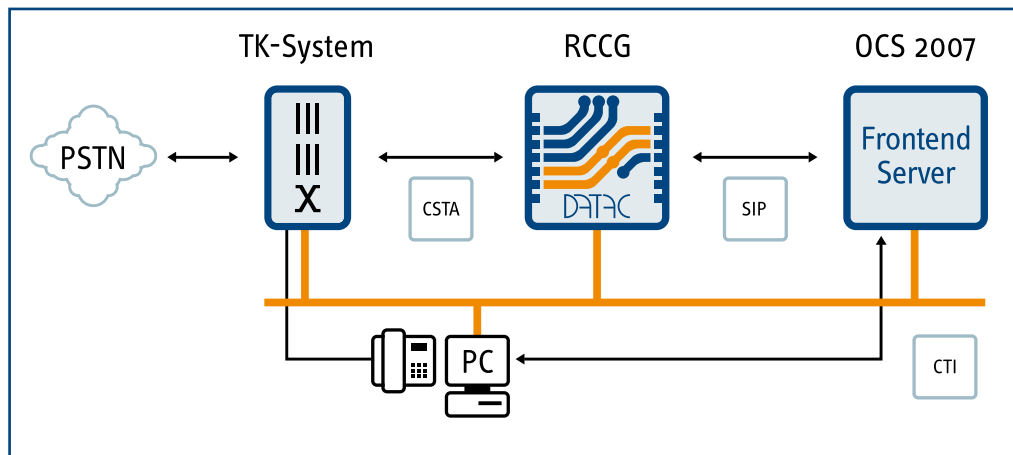 TK-System
RCCG
OCS 2007
PSTN
X
DATAC
Frontend
Server
CSTA
SIP
PC
CTI